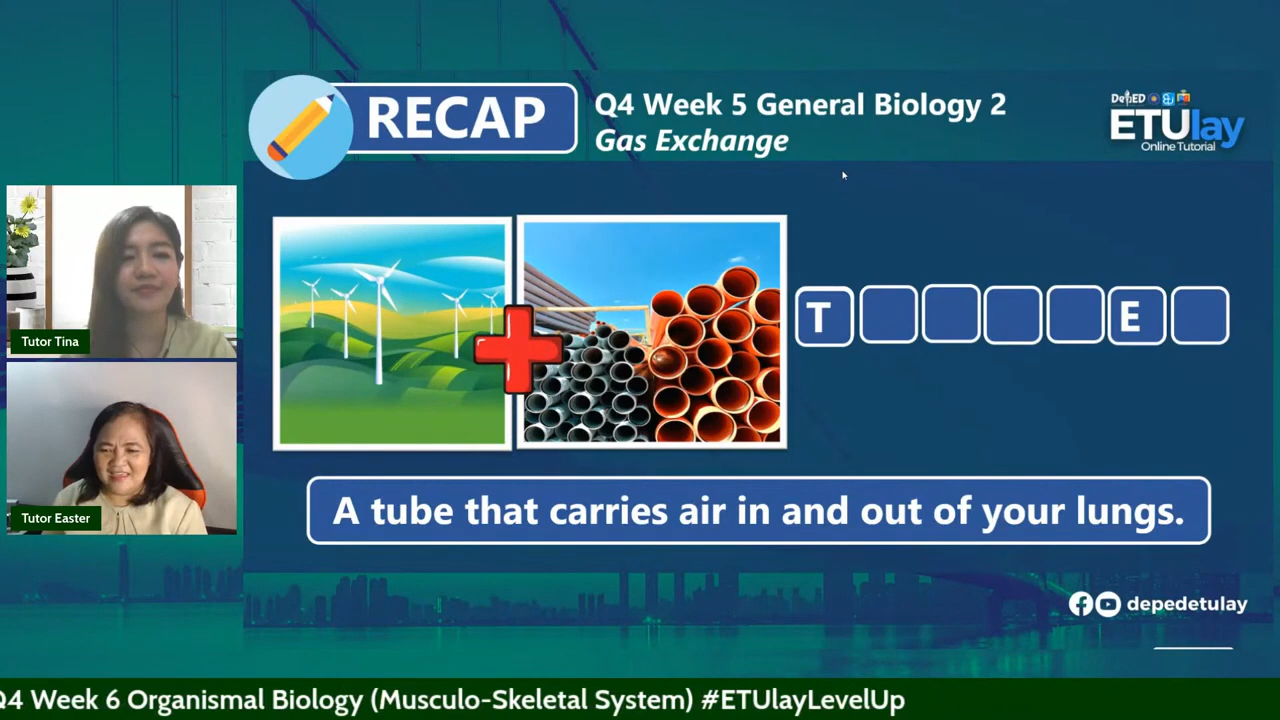 RECAP
Q4 Week 5 General Biology 2
Gas Exchange
DepED
ETUlay
Online Tutorial
Tutor Tina
T E
Tutor Easter
A tube that carries air in and out of your lungs.
depedetulay
Q4 Week 6 Organismal Biology (Musculo-Skeletal System) #ETUlayLevelUp